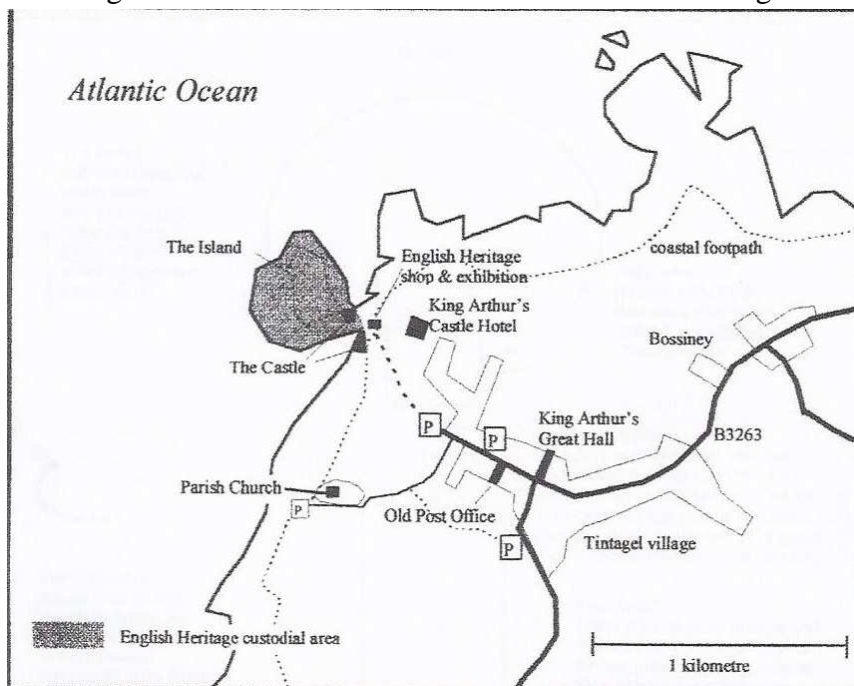 Atlantic Ocean
The Island
English Heritage
shop & exhibition
coastal footpath
King Arthur's
Castle Hotel
Bossiney
The Castle
P
P
King Arthur's
Great Hall
B3263
Parish Church
P
Old Post Office
P
Tintagel village
English Heritage custodial area
1 kilometre